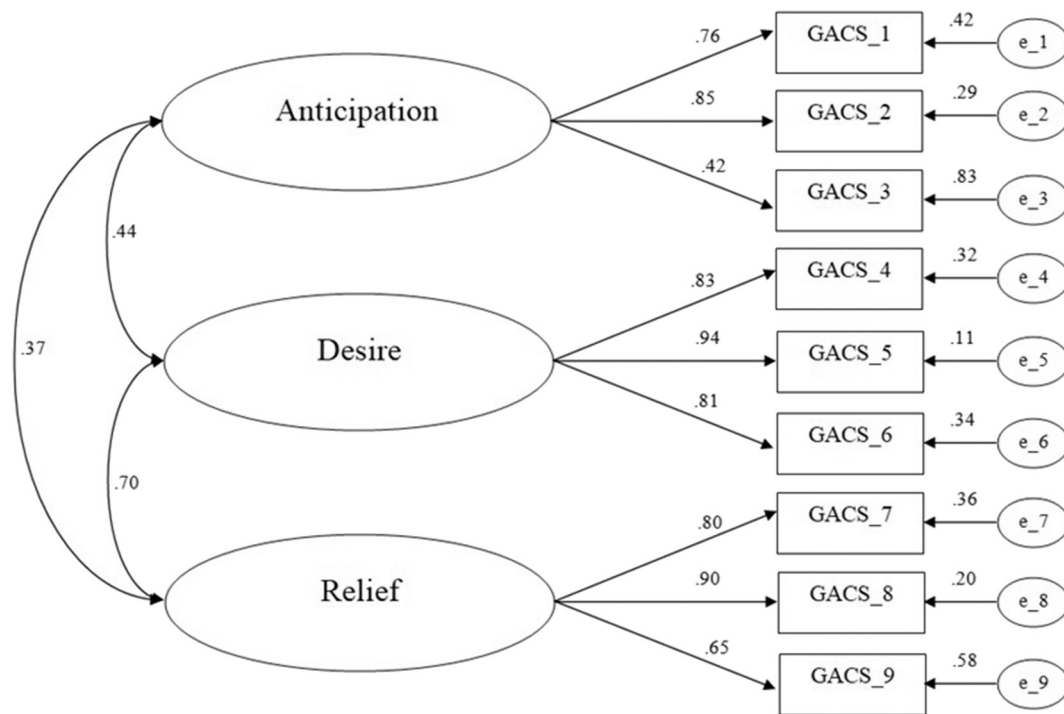 .76
GACS_1
.42
e_1
Anticipation
.85
GACS_2
.29
e_2
.42
GACS_3
.83
e_3
.44
.83
GACS_4
.32
e_4
.37
Desire
.94
GACS_5
.11
e_5
.81
GACS_6
.34
e_6
.70
.80
GACS_7
.36
e_7
Relief
.90
GACS_8
.20
e_8
.65
GACS_9
.58
e_9